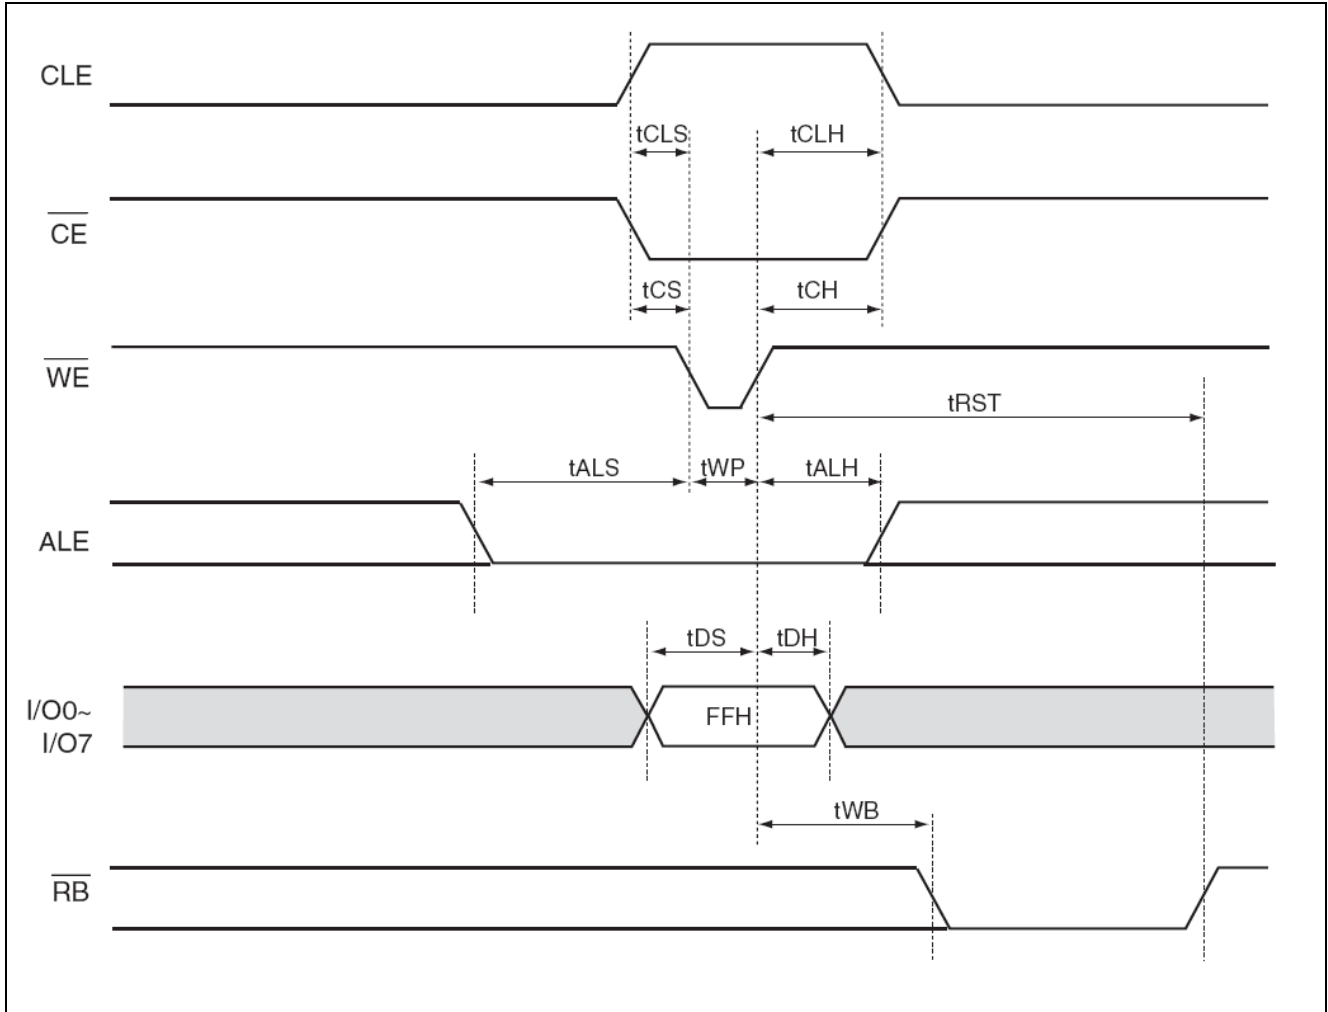 CLE
tCLS
tCLH
CE
tCS
tCH
WE
tRST
tALS
tWP
tALH
ALE
tDS
tDH
I/O0~
I/O7
FFH
tWB
RB